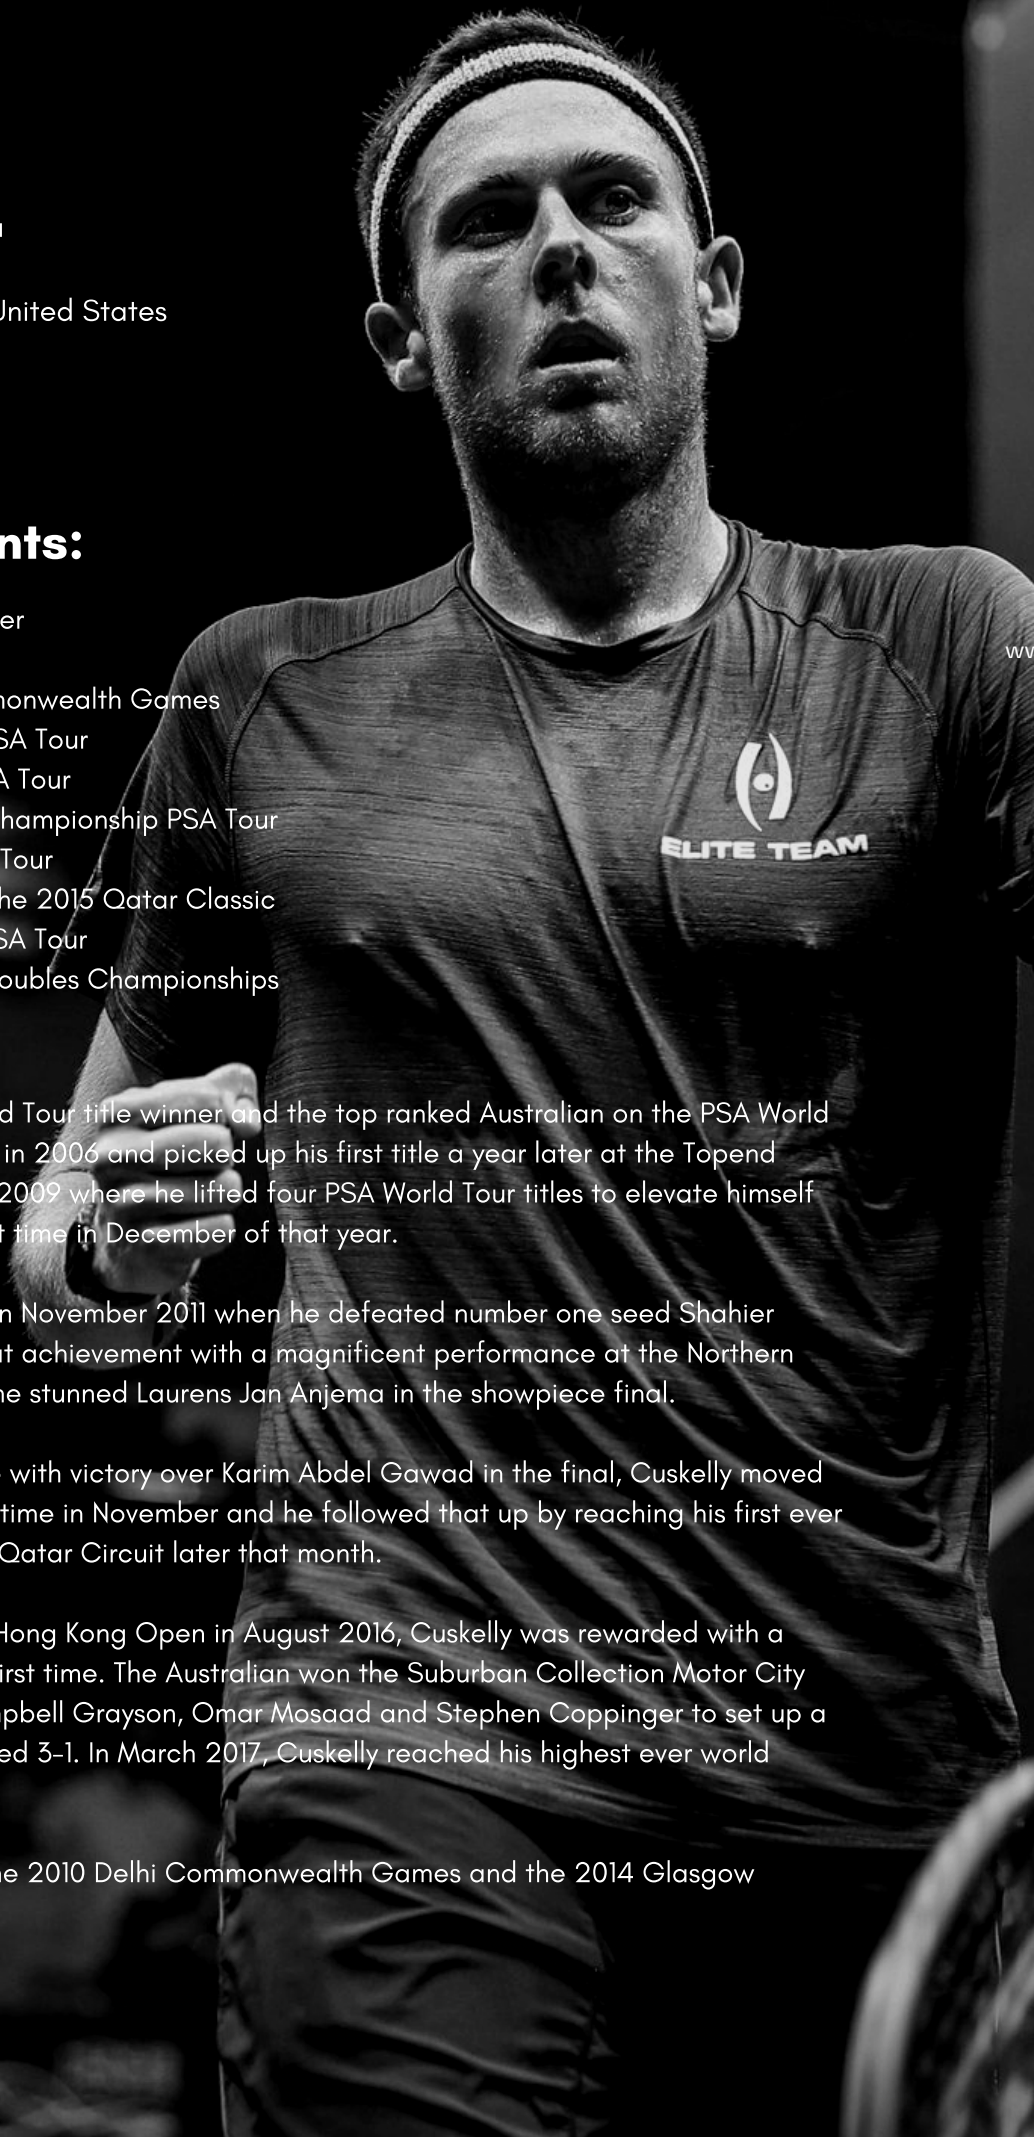 United States
nts:
er
monwealth Games
SA Tour
A Tour
hampionship PSA Tour
Tour
he 2015 Qatar Classic
SA Tour
oubles Championships
ELITE TEAM
d Tour title winner and the top ranked Australian on the PSA World
in 2006 and picked up his first title a year later at the Topend
2009 where he lifted four PSA World Tour titles to elevate himself
t time in December of that year.
n November 2011 when he defeated number one seed Shahier
at achievement with a magnificent performance at the Northern
he stunned Laurens Jan Anjema in the showpiece final.
with victory over Karim Abdel Gawad in the final, Cuskelly moved
time in November and he followed that up by reaching his first ever
Qatar Circuit later that month.
Hong Kong Open in August 2016, Cuskelly was rewarded with a
irst time. The Australian won the Suburban Collection Motor City
mpbell Grayson, Omar Mosaad and Stephen Coppinger to set up a
ed 3-1. In March 2017, Cuskelly reached his highest ever world
he 2010 Delhi Commonwealth Games and the 2014 Glasgow